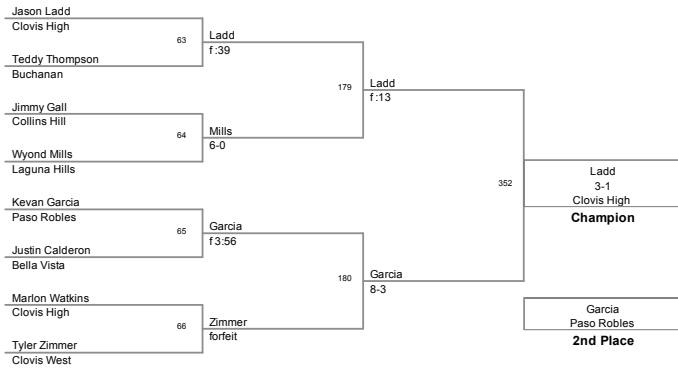 Jason Ladd
Clovis High
63
Teddy Thompson
Buchanan
Ladd
f :39
Jimmy Gall
Collins Hill
64
Wyond Mills
Laguna Hills
Mills
6-0
179
Ladd
f :13
Kevan Garcia
Paso Robles
65
Justin Calderon
Bella Vista
Garcia
f 3:56
Marlon Watkins
Clovis High
66
Tyler Zimmer
Clovis West
Zimmer
forfeit
180
Garcia
8-3
352
Ladd
3-1
Clovis High
Champion
Garcia
Paso Robles
2nd Place